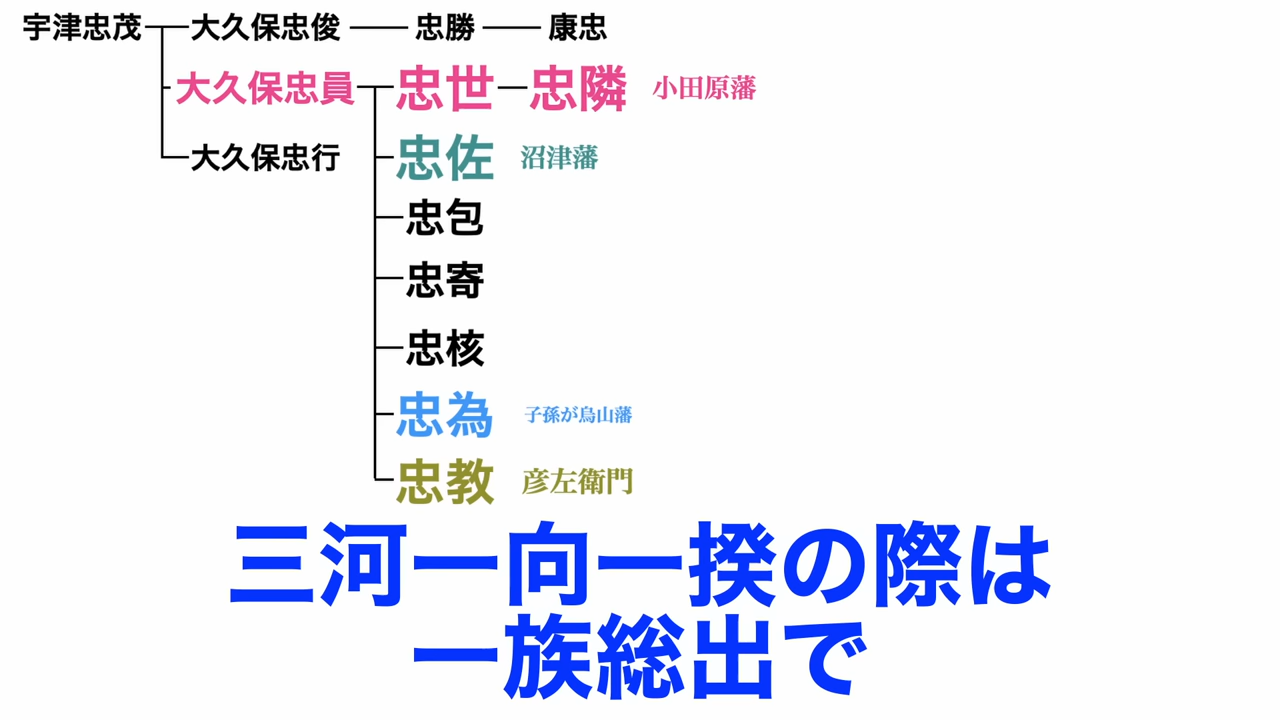 宇津忠茂 大久保忠俊 忠勝 康忠
大久保忠員 忠世 忠隣 小田原藩
大久保忠行 忠佐 沼津藩
忠包
忠寄
忠核
忠為 子孫が烏山藩
忠教 彦左衛門
三河一向一揆の際は
一族総出で